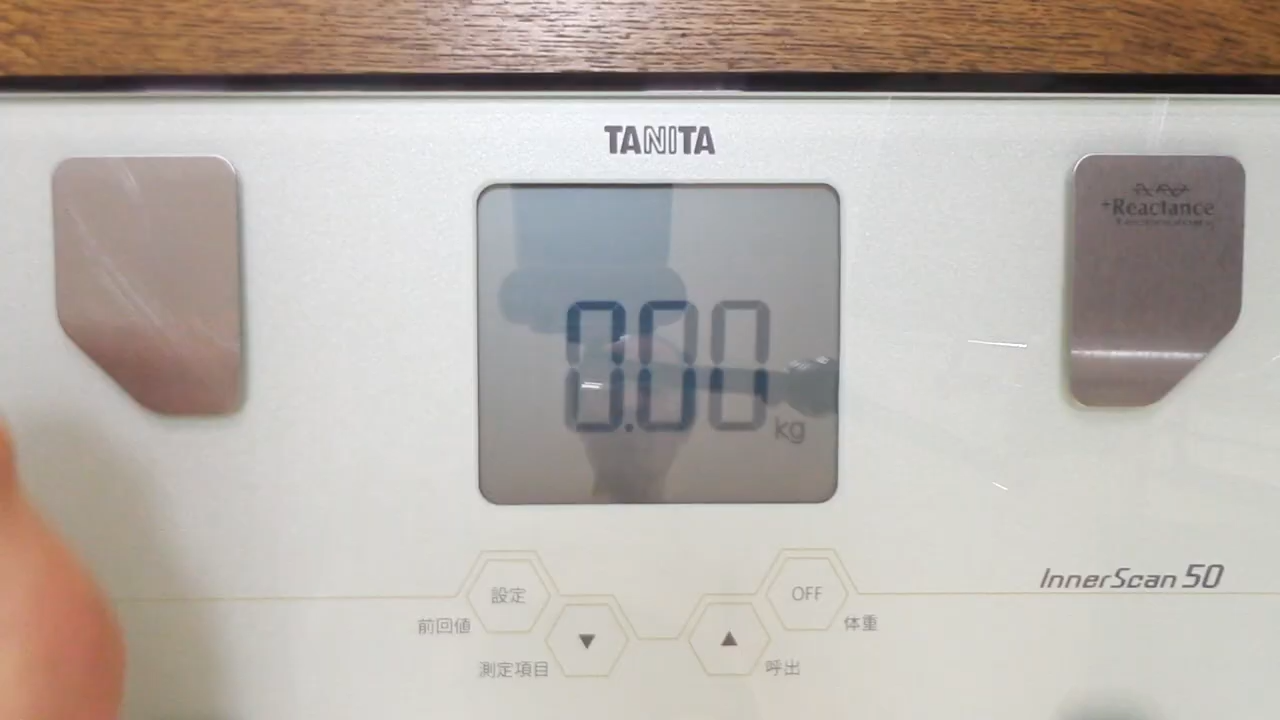 TANITA
+Reactance
Technology
0.00
kg
InnerScan 50
設定
OFF
前回値
▼
▲
体重
測定項目
呼出